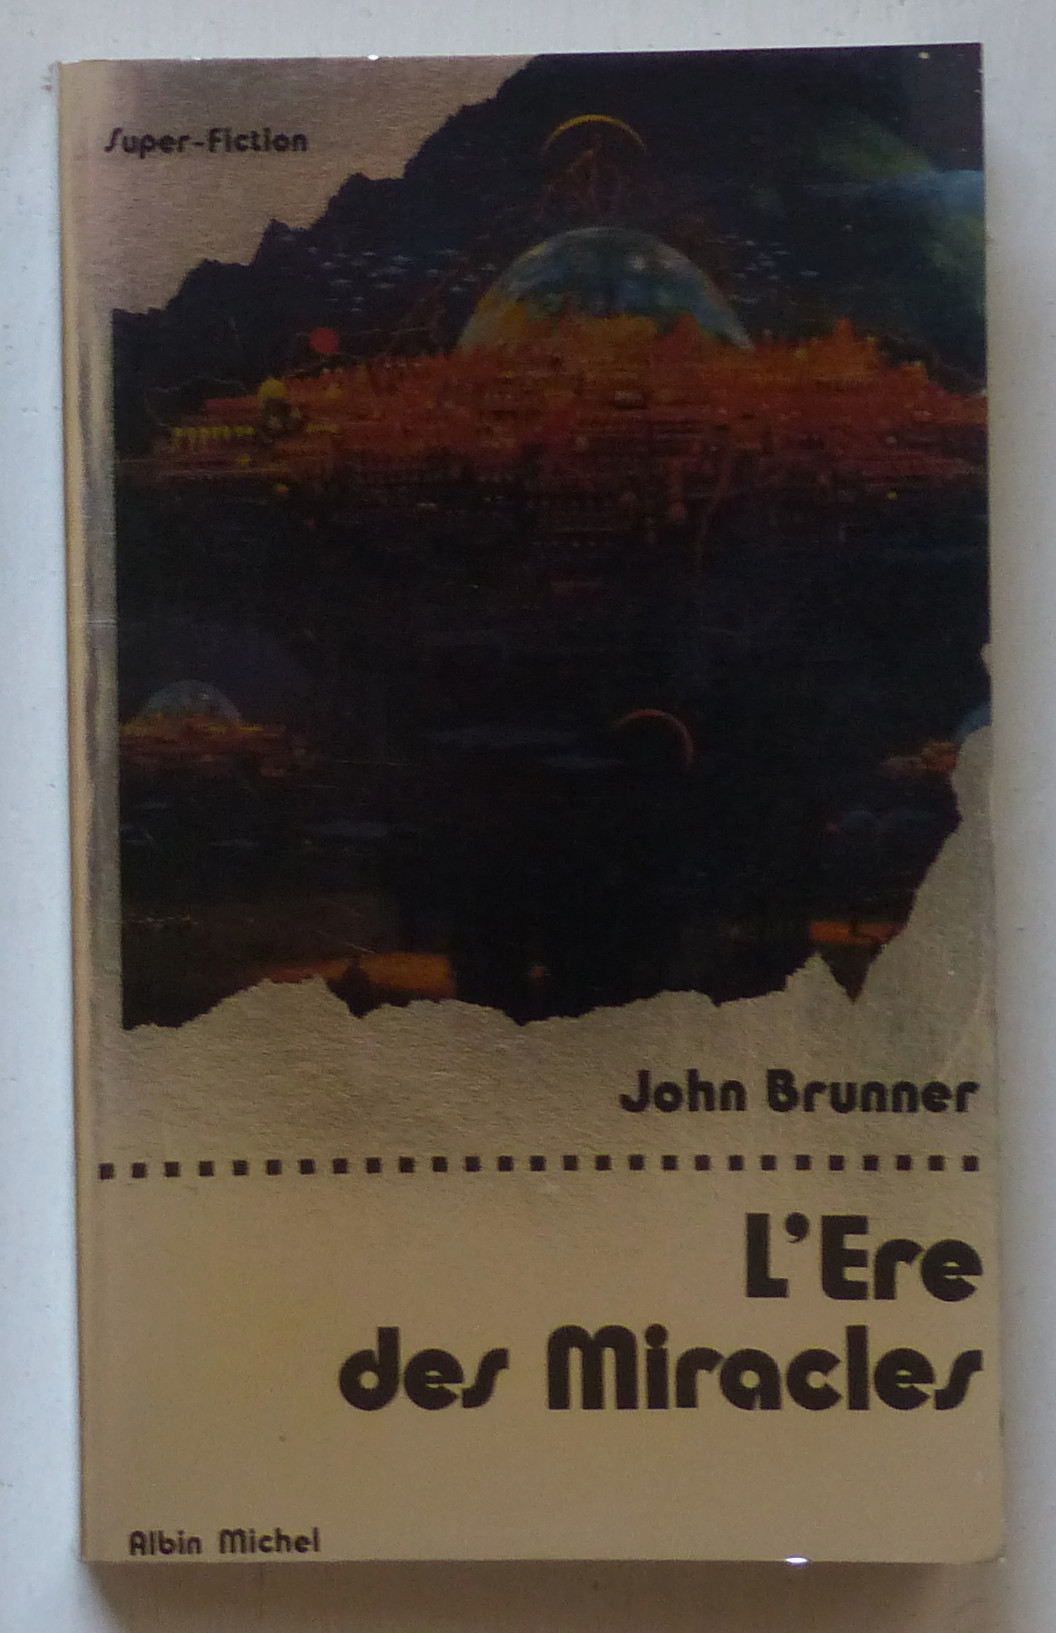 Super-Fiction
John Brunner
L'Ere
des Miracles
Albin Michel